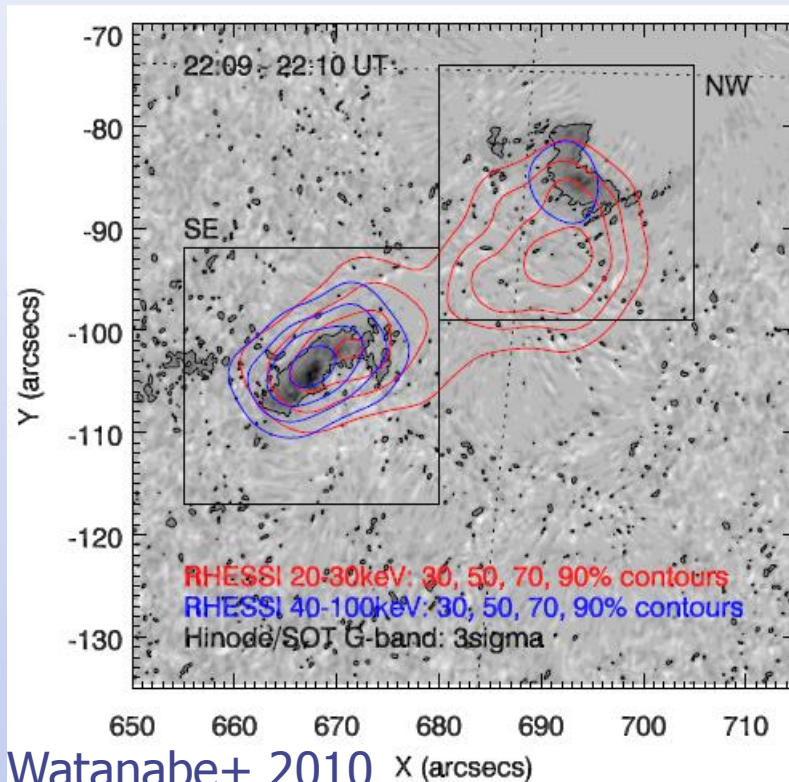 -70
22:09 - 22:10 UT
NW
-80
SE
-90
-100
Y (arcsecs)
-110
-120
RHESSI 20-30keV: 30, 50, 70, 90% contours
RHESSI 40-100keV: 30, 50, 70, 90% contours
-130
Hinode/SOT G-band: 3sigma
650 660 670 680 690 700 710
X (arcsecs)
Watanabe+ 2010